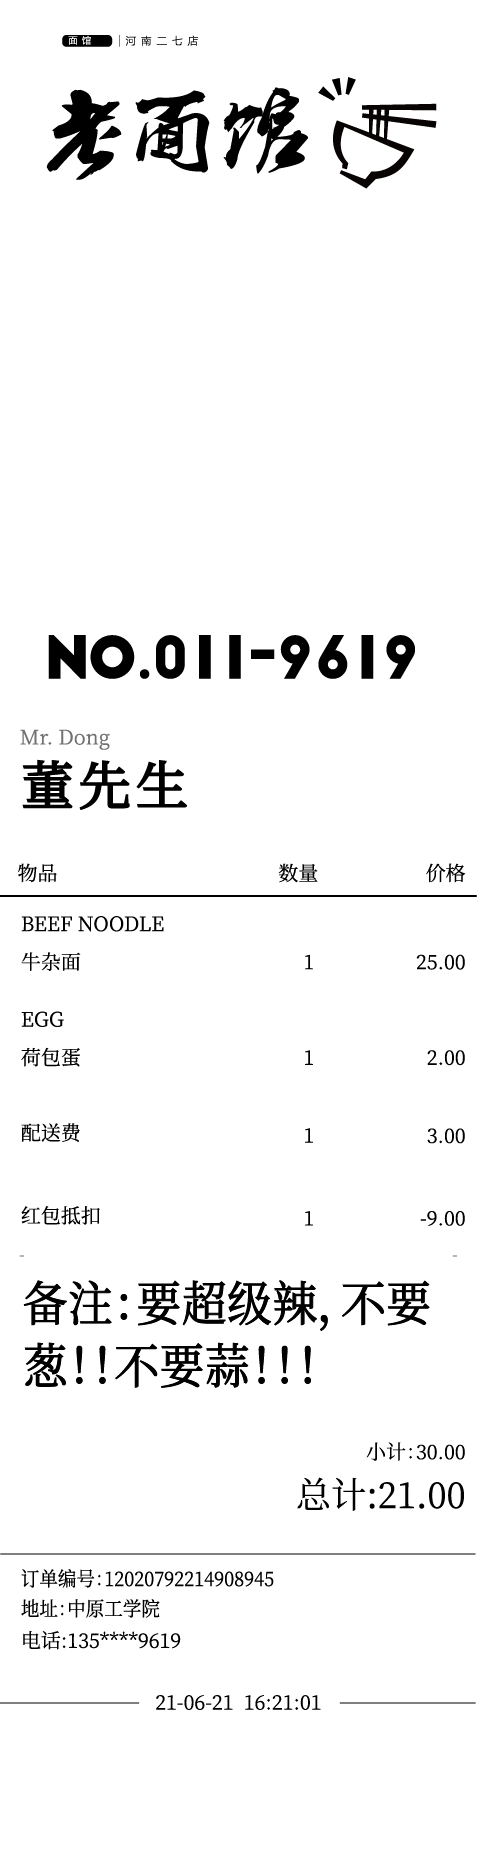 面馆 河南二七店
老面馆
NO.011-9619
Mr. Dong
董先生
物品 数量 价格
BEEF NOODLE
牛杂面 1 25.00
EGG
荷包蛋 1 2.00
配送费 1 3.00
红包抵扣 1 -9.00
- -
备注:要超级辣,不要
葱!!不要蒜!!!
小计:30.00
总计:21.00
订单编号:12020792214908945
地址:中原工学院
电话:135****9619
21-06-21 16:21:01